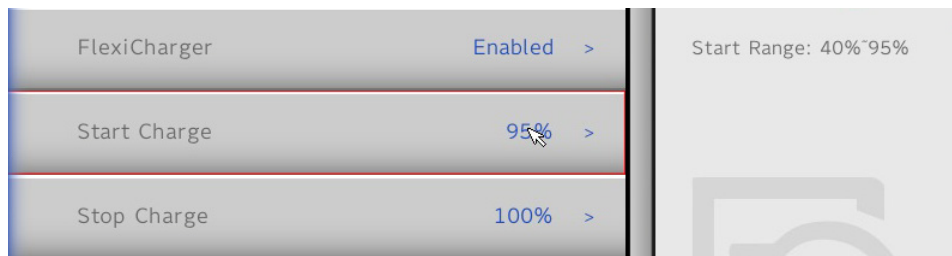 FlexiCharger
Enabled >
Start Charge
95% >
Stop Charge
100% >
Start Range: 40%~95%